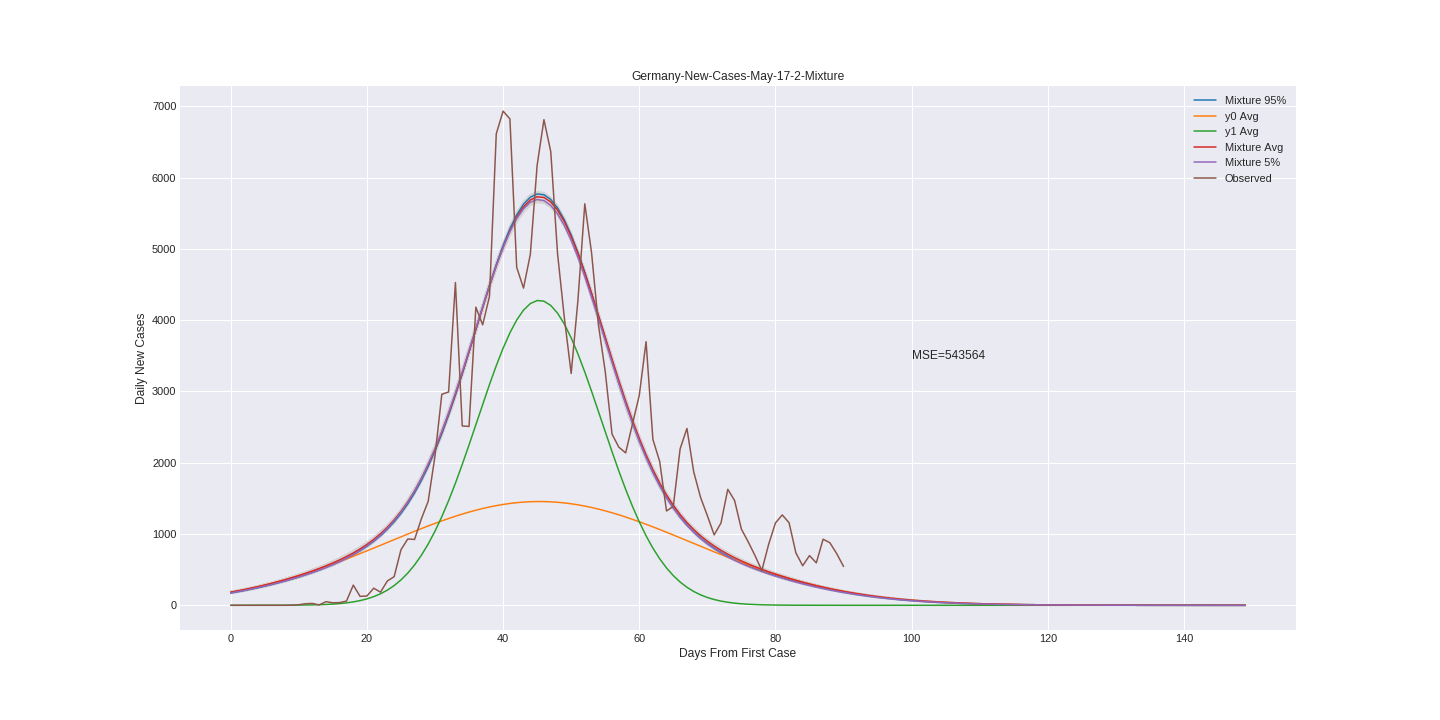 Germany-New-Cases-May-17-2-Mixture
Mixture 95%
y0 Avg
y1 Avg
Mixture Avg
Mixture 5%
Observed
7000
6000
5000
4000
3000
2000
1000
0
Daily New Cases
MSE=543564
0 20 40 60 80 100 120 140
Days From First Case